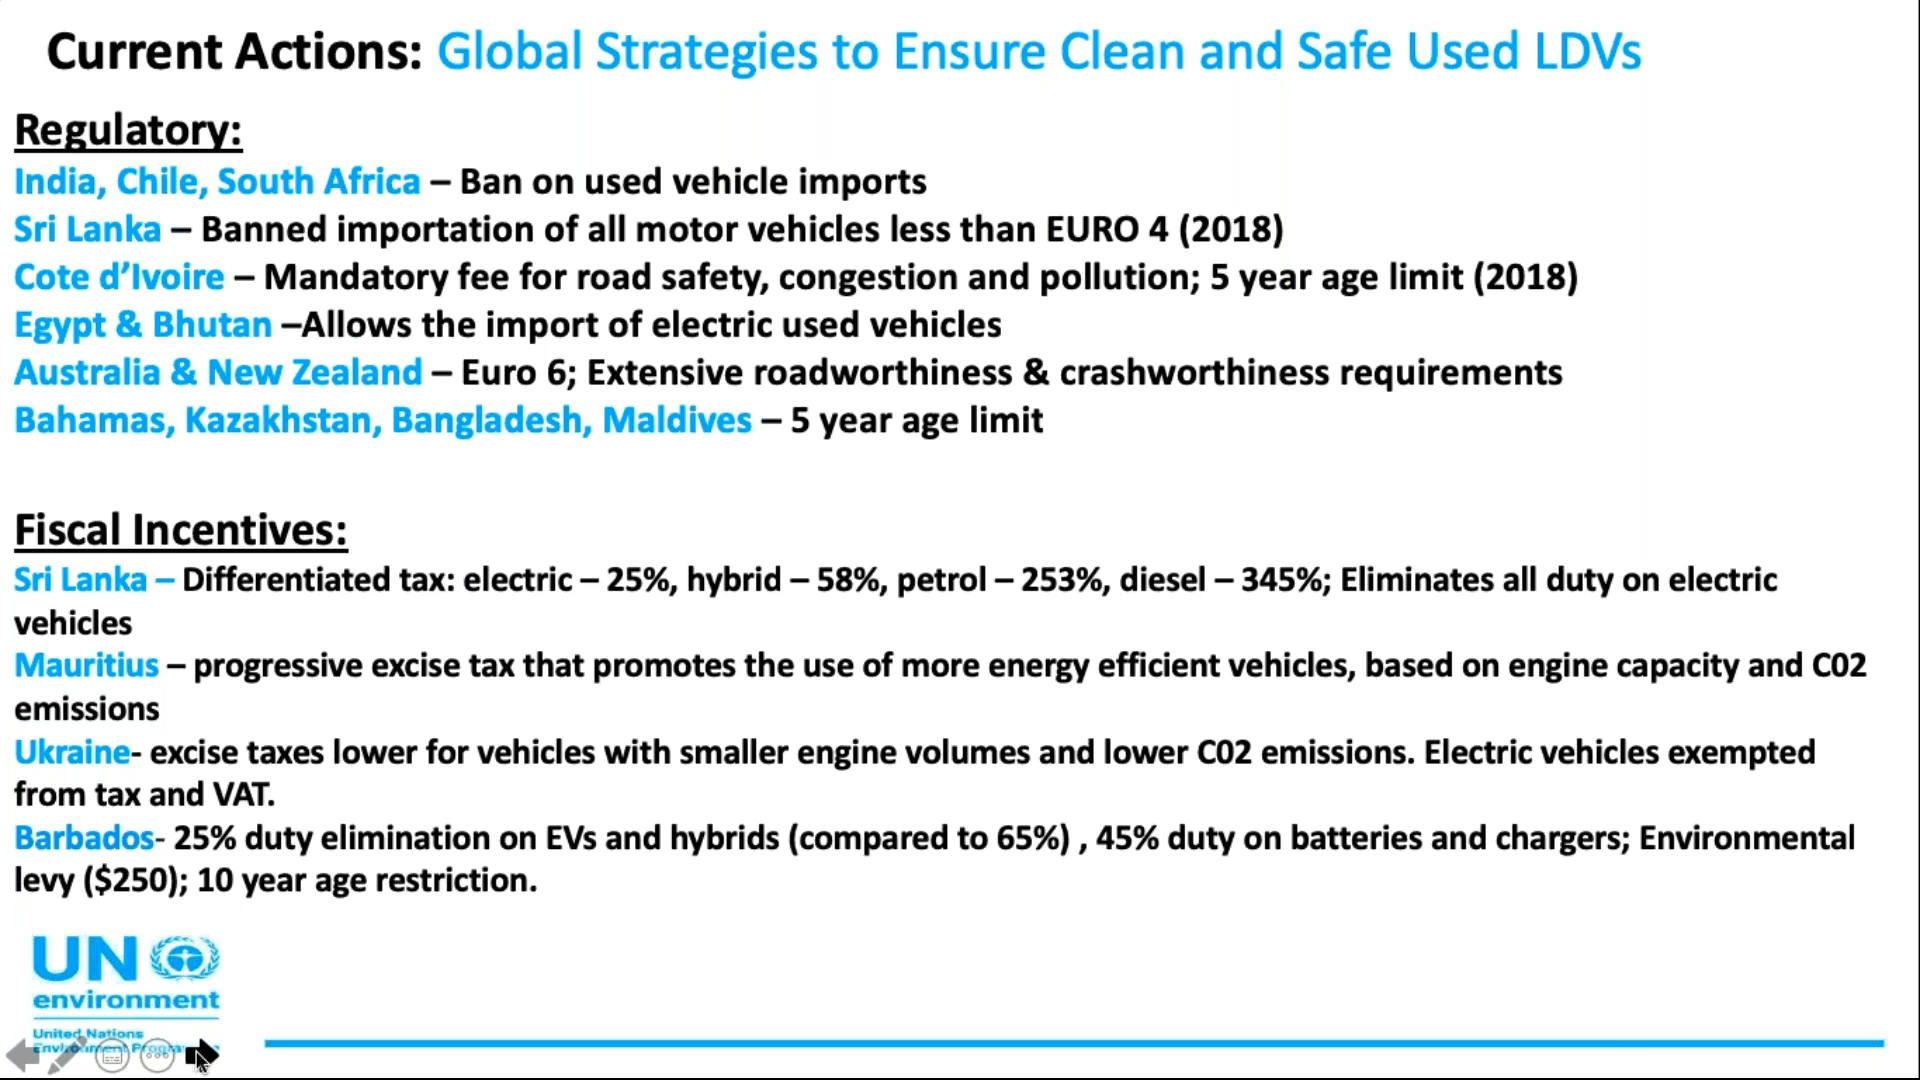 Current Actions: Global Strategies to Ensure Clean and Safe Used LDVs
Regulatory:
India, Chile, South Africa – Ban on used vehicle imports
Sri Lanka – Banned importation of all motor vehicles less than EURO 4 (2018)
Cote d’Ivoire – Mandatory fee for road safety, congestion and pollution; 5 year age limit (2018)
Egypt & Bhutan –Allows the import of electric used vehicles
Australia & New Zealand – Euro 6; Extensive roadworthiness & crashworthiness requirements
Bahamas, Kazakhstan, Bangladesh, Maldives – 5 year age limit
Fiscal Incentives:
Sri Lanka – Differentiated tax: electric – 25%, hybrid – 58%, petrol – 253%, diesel – 345%; Eliminates all duty on electric
vehicles
Mauritius – progressive excise tax that promotes the use of more energy efficient vehicles, based on engine capacity and C02
emissions
Ukraine- excise taxes lower for vehicles with smaller engine volumes and lower C02 emissions. Electric vehicles exempted
from tax and VAT.
Barbados- 25% duty elimination on EVs and hybrids (compared to 65%) , 45% duty on batteries and chargers; Environmental
levy ($250); 10 year age restriction.
UN
environment
United Nations
Environment